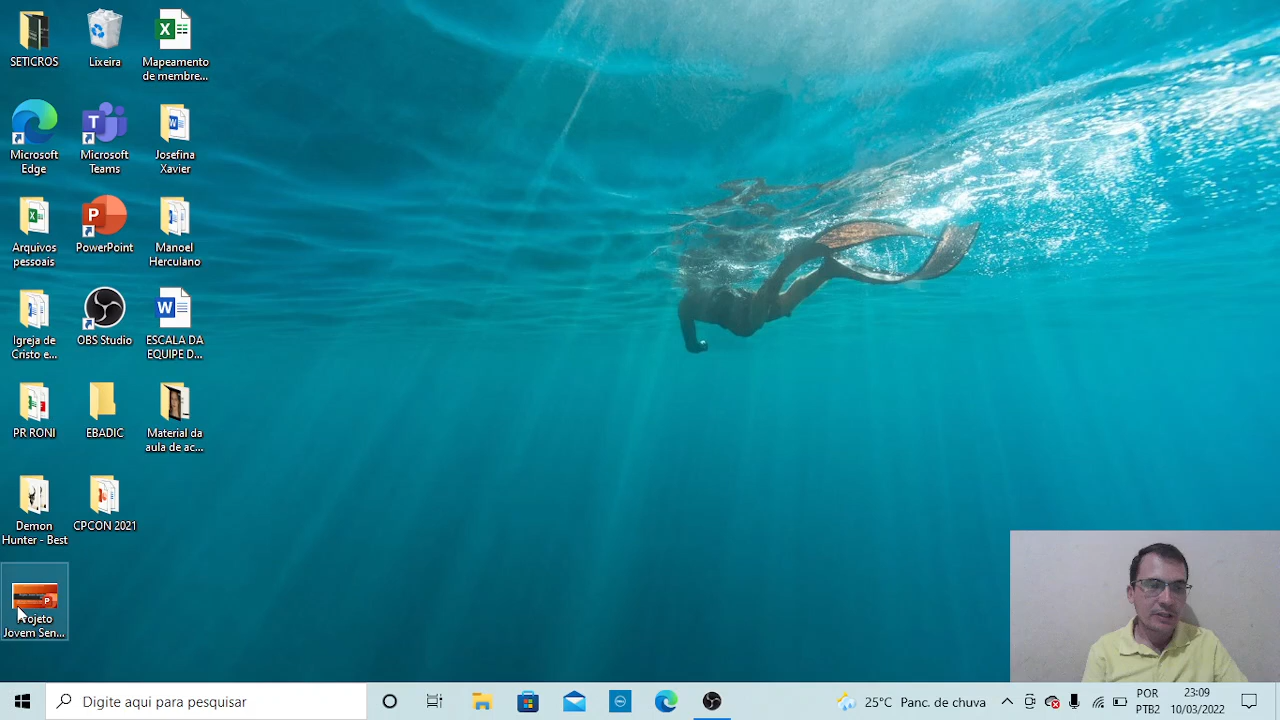 SETICROS
Lixeira
Mapeamento
de membre...
Microsoft
Edge
Microsoft
Teams
Josefina
Xavier
Arquivos
pessoais
PowerPoint
Manoel
Herculano
Igreja de
Cristo e...
OBS Studio
ESCALA DA
EQUIPE D...
PR RONI
EBADIC
Material da
aula de ac...
Demon
Hunter - Best
CPCON 2021
Projeto
Jovem Sen...
Digite aqui para pesquisar
25°C Panc. de chuva
POR
PTB2
23:09
10/03/2022